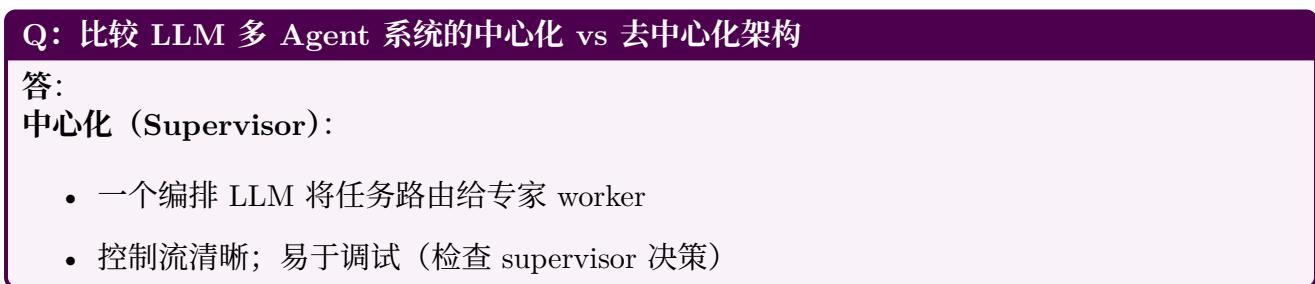 Q：比较 LLM 多 Agent 系统的中心化 vs 去中心化架构
答：
中心化（Supervisor）：
• 一个编排 LLM 将任务路由给专家 worker
• 控制流清晰；易于调试（检查 supervisor 决策）